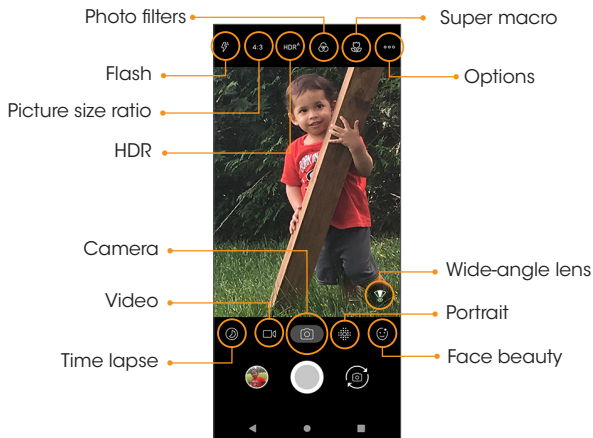 Photo filters
Super macro
4:3
HDRᴬ
Flash
Options
Picture size ratio
HDR
Camera
Wide-angle lens
Video
Portrait
Time lapse
Face beauty